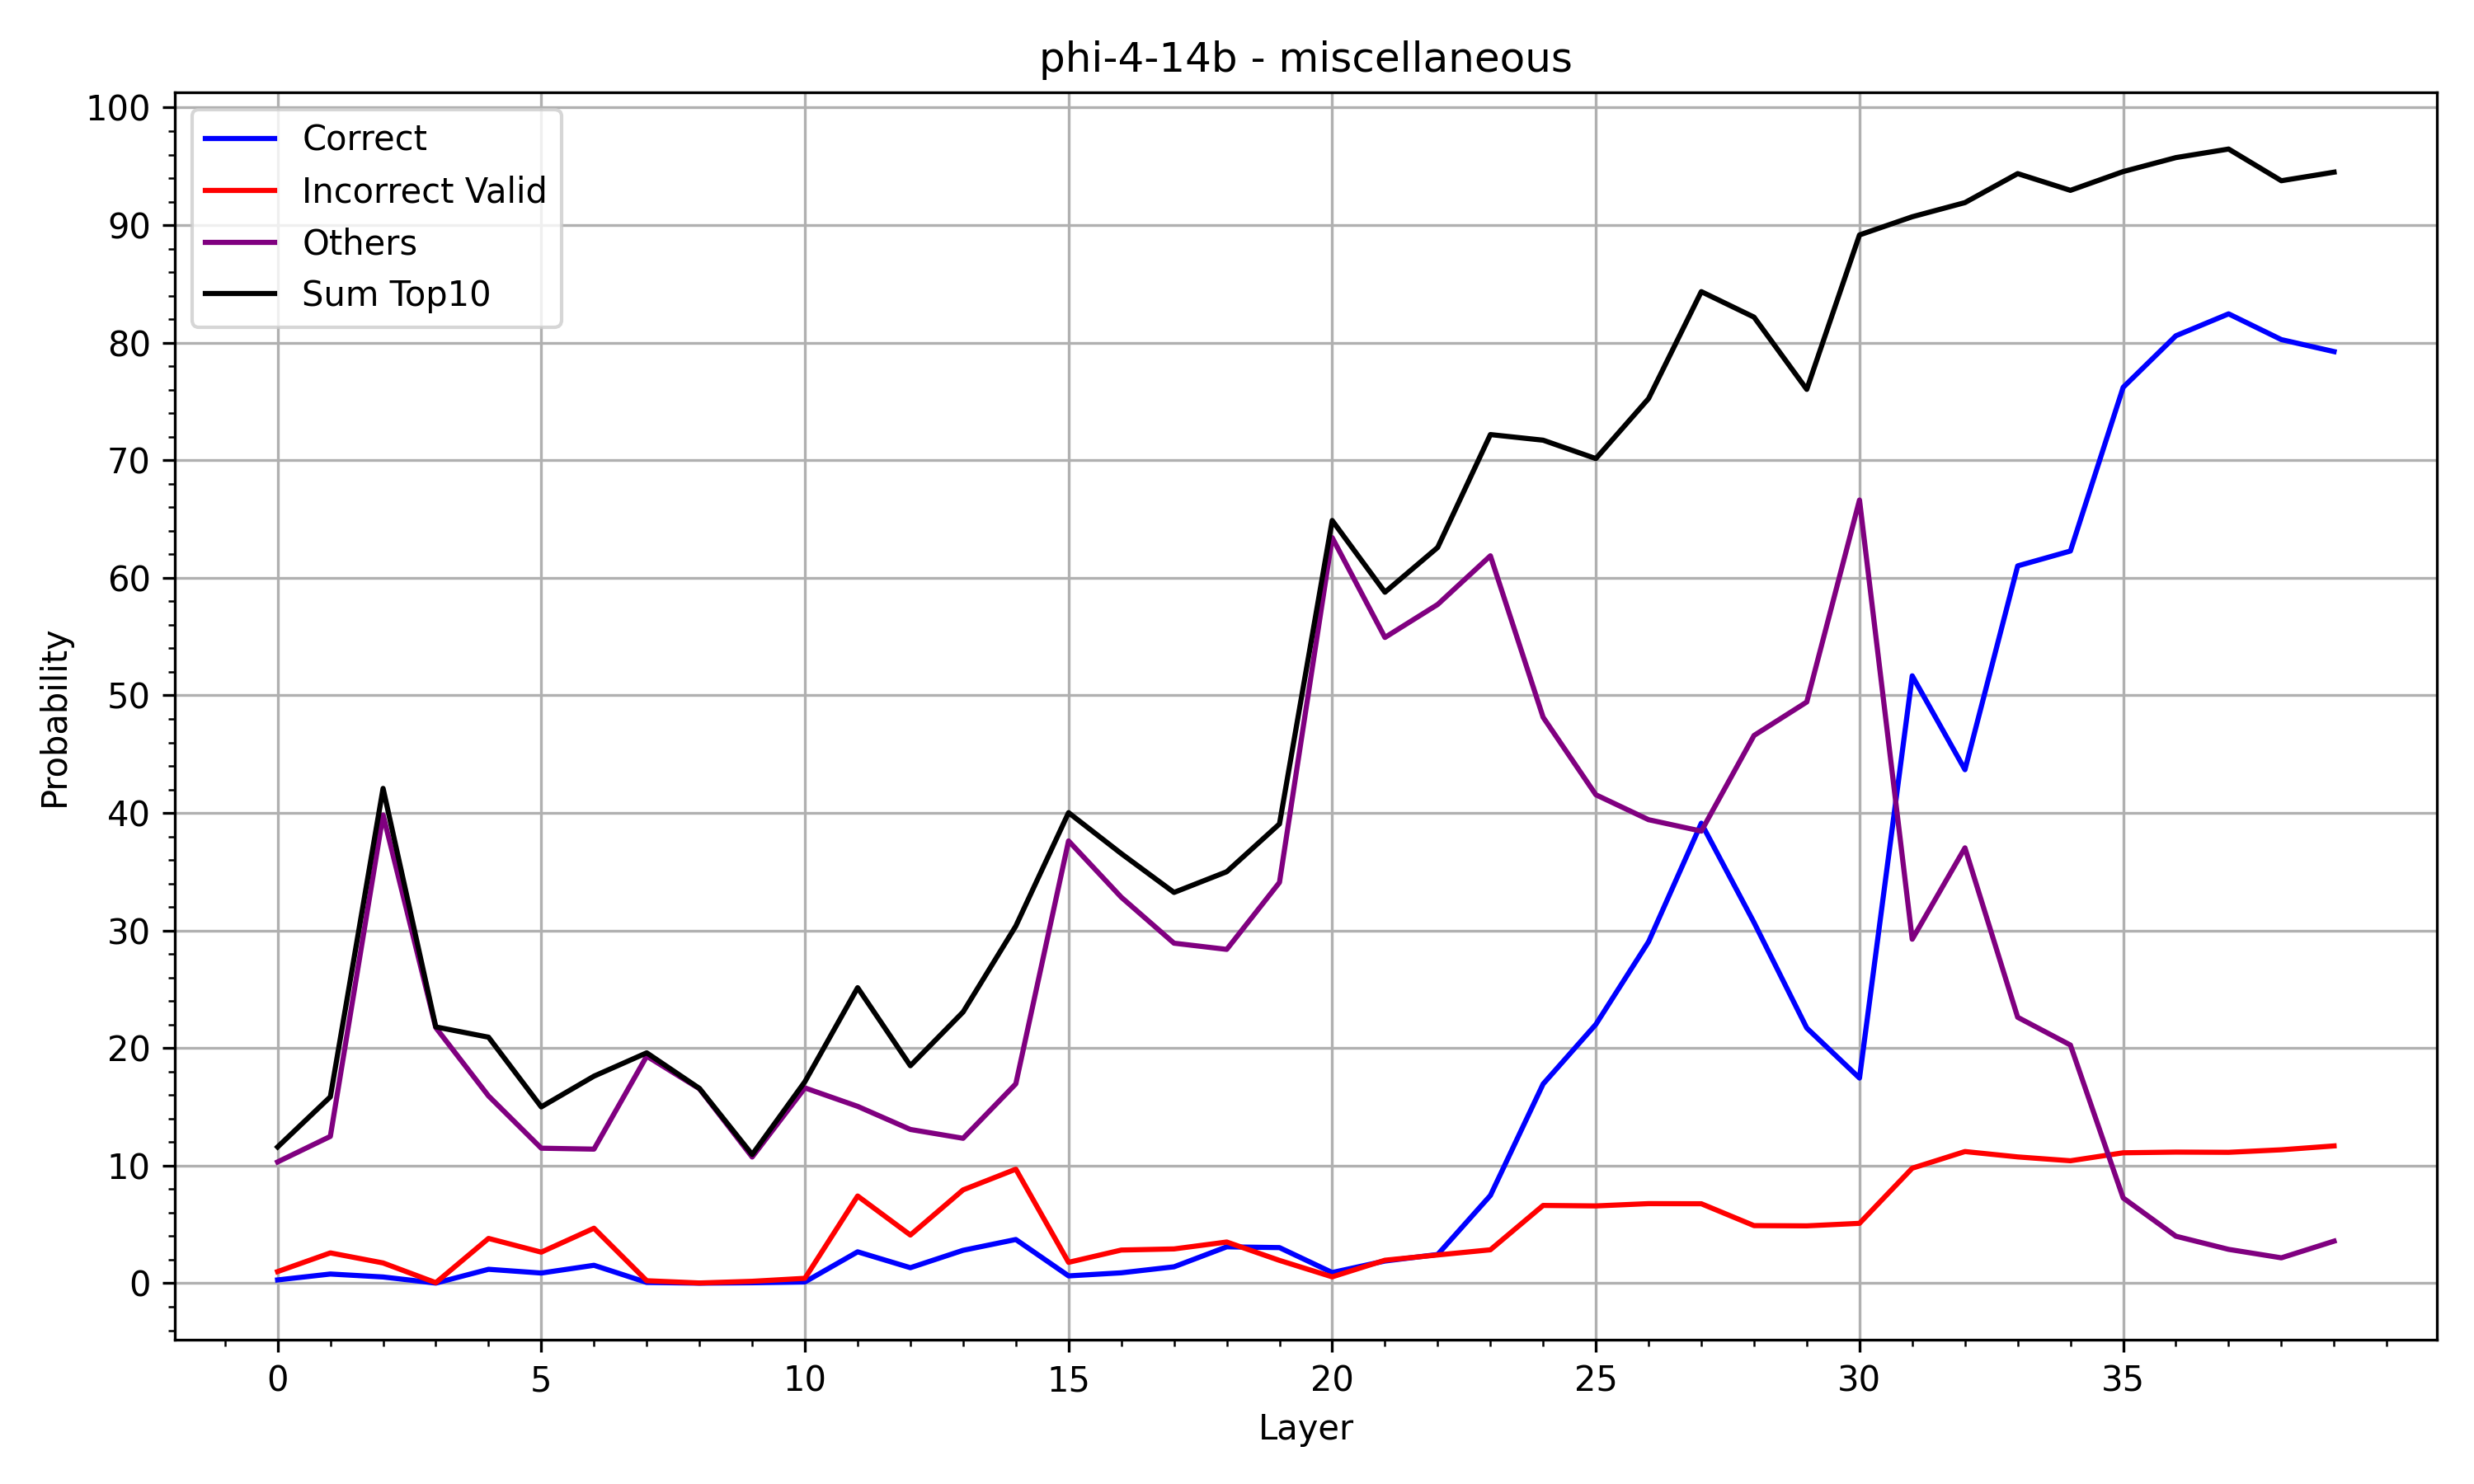 phi-4-14b - miscellaneous
Correct
Incorrect Valid
Others
Sum Top10
Probability
100
90
80
70
60
50
40
30
20
10
0
0 5 10 15 20 25 30 35
Layer